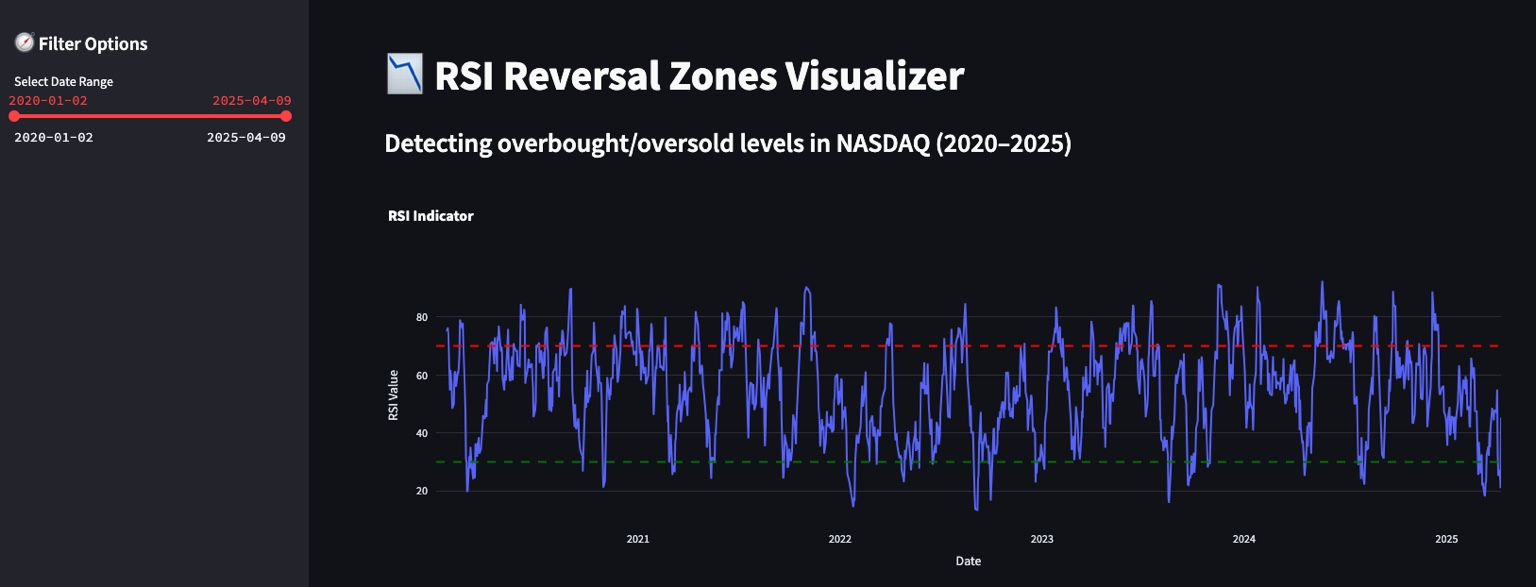 🧭 Filter Options
Select Date Range
2020-01-02 2025-04-09
2020-01-02 2025-04-09
📉 RSI Reversal Zones Visualizer
Detecting overbought/oversold levels in NASDAQ (2020–2025)
RSI Indicator
RSI Value
80
60
40
20
2021 2022 2023 2024 2025
Date